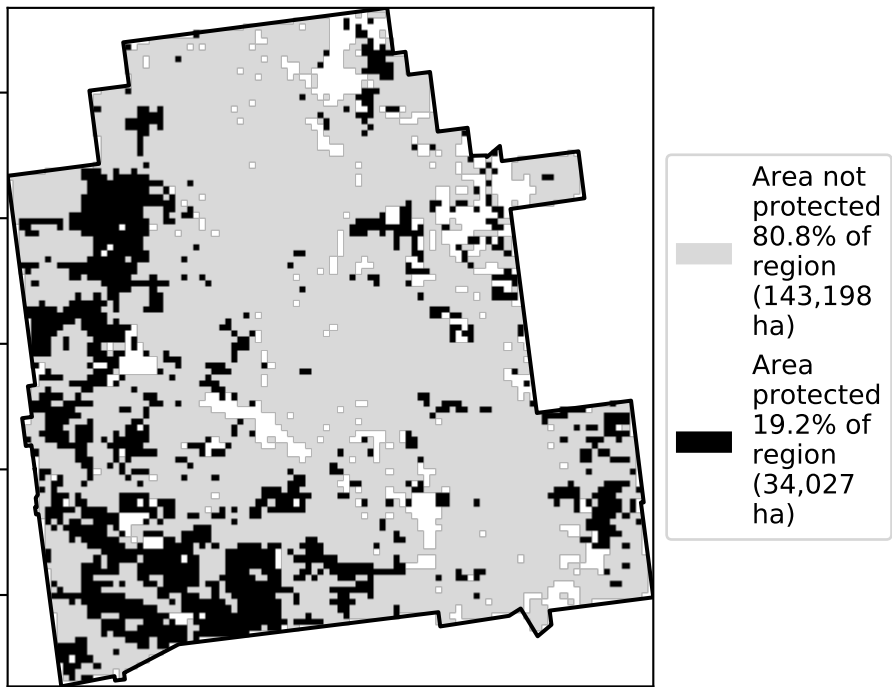 Area not
protected
80.8% of
region
(143,198
ha)
Area
protected
19.2% of
region
(34,027
ha)